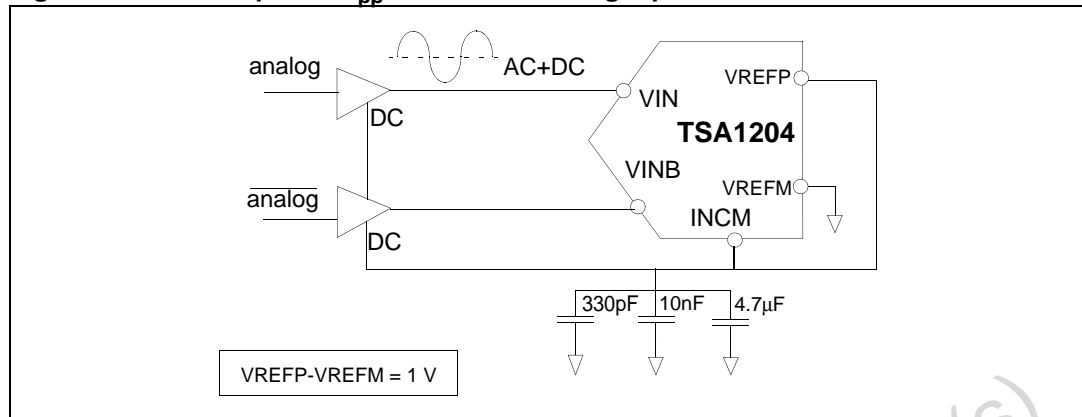 analog
AC+DC
VREFP
DC
VIN
TSA1204
VINB
VREFM
analog
INCM
DC
330pF
10nF
4.7µF
VREFP-VREFM = 1 V